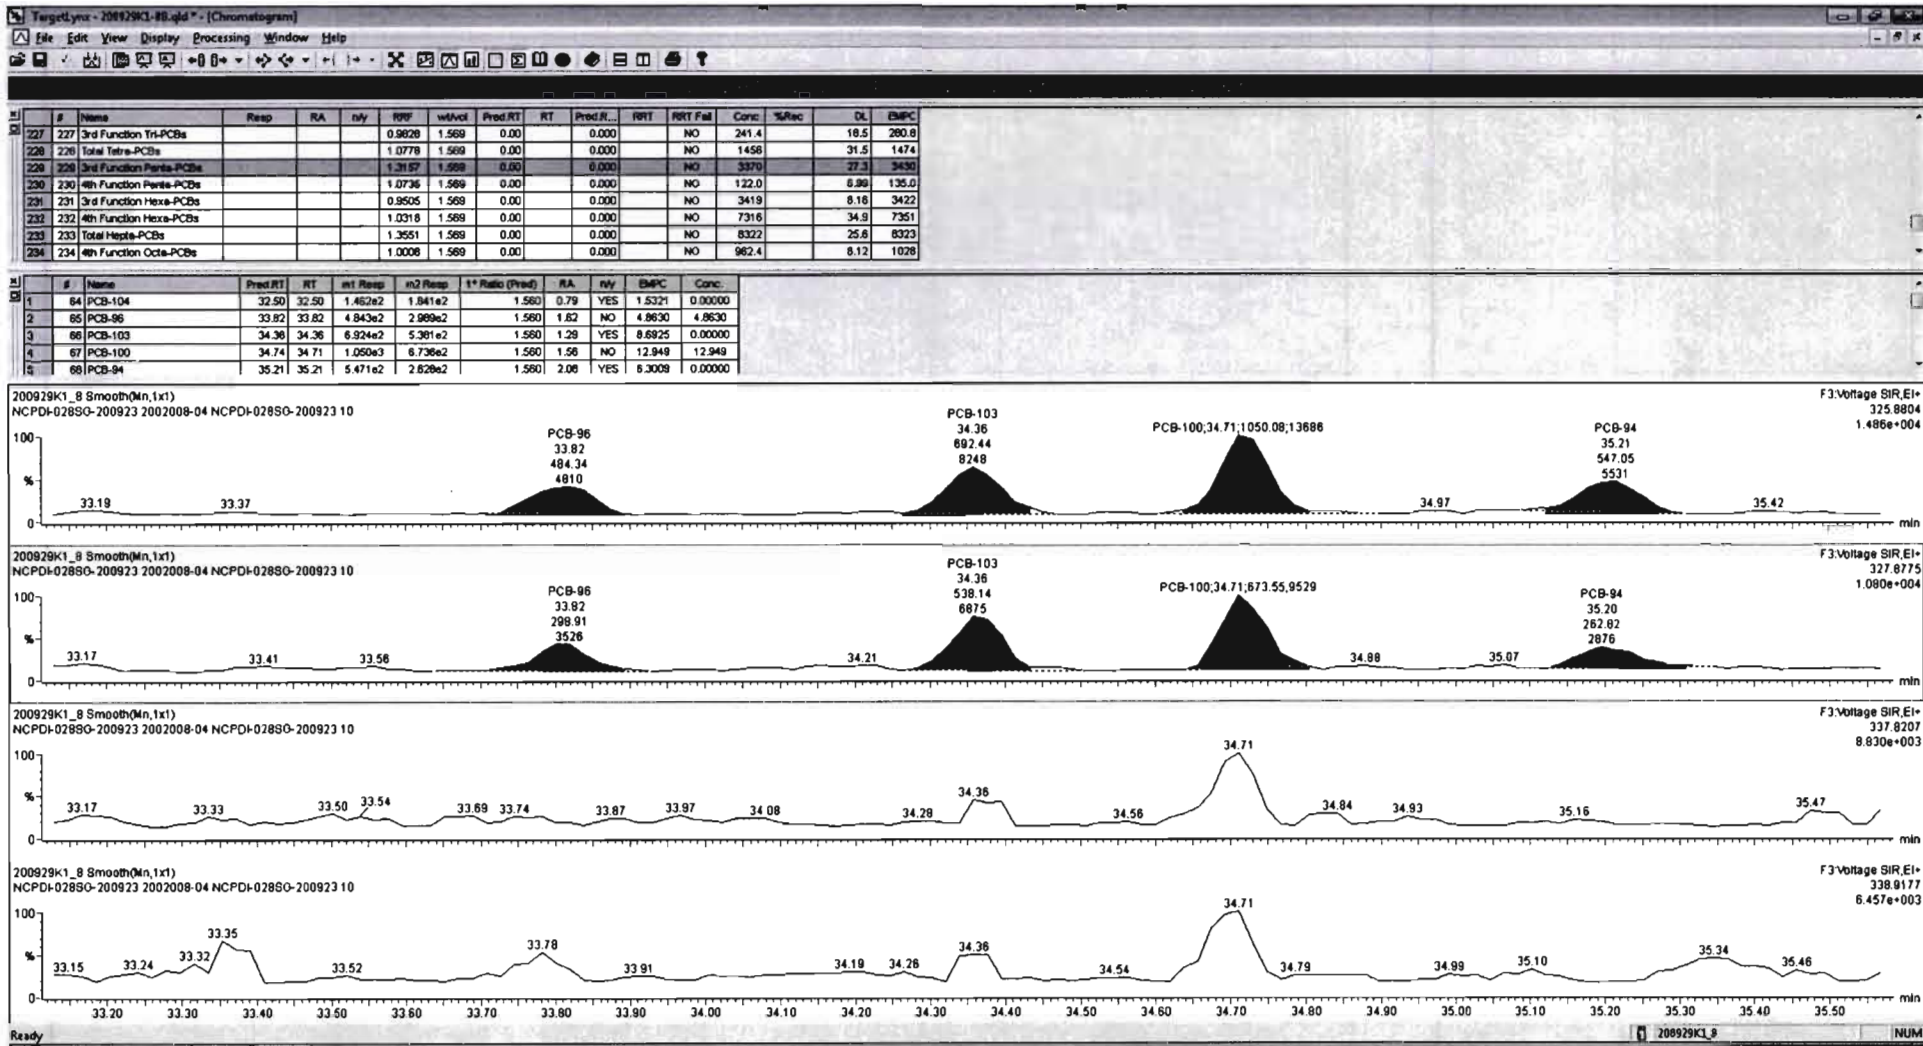 TargetLynx - 200929K1-8B.qld * - [Chromatogram]
File Edit View Display Processing Window Help
# Name Resp RA n/y RRF wt/vol Pred.RT RT Pred.R... RRT RRT Fail Conc %Rec DL EMPC
227 227 3rd Function Tri-PCBs 0.9828 1.569 0.00 0.000 NO 241.4 18.5 280.8
228 228 Total Tetra-PCBs 1.0778 1.569 0.00 0.000 NO 1456 31.5 1474
229 229 3rd Function Penta-PCBs 1.3157 1.569 0.00 0.000 NO 3370 27.3 3430
230 230 4th Function Penta-PCBs 1.0736 1.569 0.00 0.000 NO 122.0 6.99 135.0
231 231 3rd Function Hexa-PCBs 0.9505 1.569 0.00 0.000 NO 3419 8.16 3422
232 232 4th Function Hexa-PCBs 1.0318 1.569 0.00 0.000 NO 7316 34.9 7351
233 233 Total Hepta-PCBs 1.3551 1.569 0.00 0.000 NO 8322 25.6 8323
234 234 4th Function Octa-PCBs 1.0008 1.569 0.00 0.000 NO 962.4 8.12 1028
# Name Pred.RT RT m1 Resp m2 Resp 1° Ratio (Pred) RA n/y EMPC Conc.
1 64 PCB-104 32.50 32.50 1.462e2 1.841e2 1.560 0.79 YES 1.5321 0.00000
2 65 PCB-96 33.82 33.82 4.843e2 2.989e2 1.560 1.62 NO 4.8630 4.8630
3 66 PCB-103 34.36 34.36 6.924e2 5.381e2 1.560 1.29 YES 8.6925 0.00000
4 67 PCB-100 34.74 34.71 1.050e3 6.736e2 1.560 1.56 NO 12.949 12.949
5 68 PCB-94 35.21 35.21 5.471e2 2.628e2 1.560 2.08 YES 6.3009 0.00000
200929K1_8 Smooth(Mn,1x1)
F3:Voltage SIR,EI+
NCPDI-028SG-200923 2002008-04 NCPDI-028SG-200923 10
325.8804
1.486e+004
PCB-96
33.82
484.34
4810
PCB-103
34.36
692.44
8248
PCB-100;34.71;1050.08;13686
PCB-94
35.21
547.05
5531
100
%
0
33.19 33.37 34.97 35.42
min
200929K1_8 Smooth(Mn,1x1)
F3:Voltage SIR,EI+
NCPDI-028SG-200923 2002008-04 NCPDI-028SG-200923 10
327.8775
1.080e+004
PCB-96
33.82
298.91
3526
PCB-103
34.36
538.14
6875
PCB-100;34.71;673.55;9529
PCB-94
35.20
262.82
2876
100
%
0
33.17 33.41 33.56 34.21 34.88 35.07
min
200929K1_8 Smooth(Mn,1x1)
F3:Voltage SIR,EI+
NCPDI-028SG-200923 2002008-04 NCPDI-028SG-200923 10
337.8207
8.830e+003
100
%
0
33.17 33.33 33.50 33.54 33.69 33.74 33.87 33.97 34.08 34.28 34.36 34.56 34.71 34.84 34.93 35.16 35.47
min
200929K1_8 Smooth(Mn,1x1)
F3:Voltage SIR,EI+
NCPDI-028SG-200923 2002008-04 NCPDI-028SG-200923 10
338.9177
6.457e+003
100
%
0
33.15 33.24 33.32 33.35 33.52 33.78 33.91 34.19 34.26 34.36 34.54 34.71 34.79 34.99 35.10 35.34 35.46
min
33.20 33.30 33.40 33.50 33.60 33.70 33.80 33.90 34.00 34.10 34.20 34.30 34.40 34.50 34.60 34.70 34.80 34.90 35.00 35.10 35.20 35.30 35.40 35.50
Ready
200929K1_8
NUM